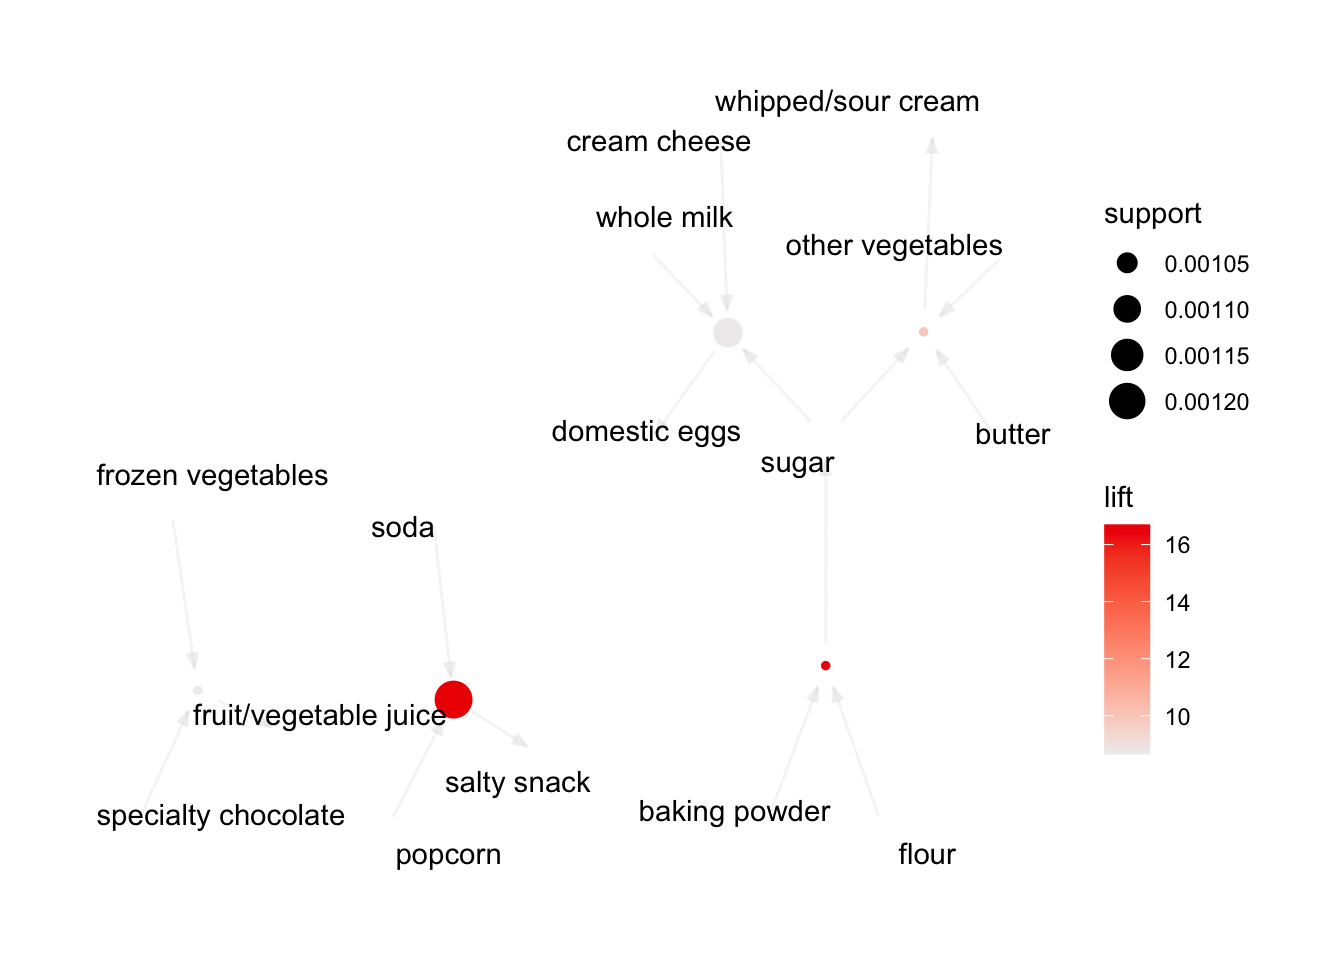 whipped/sour cream
cream cheese
whole milk
other vegetables
domestic eggs
butter
sugar
frozen vegetables
soda
fruit/vegetable juice
salty snack
specialty chocolate
baking powder
popcorn
flour
support
0.00105
0.00110
0.00115
0.00120
lift
16
14
12
10